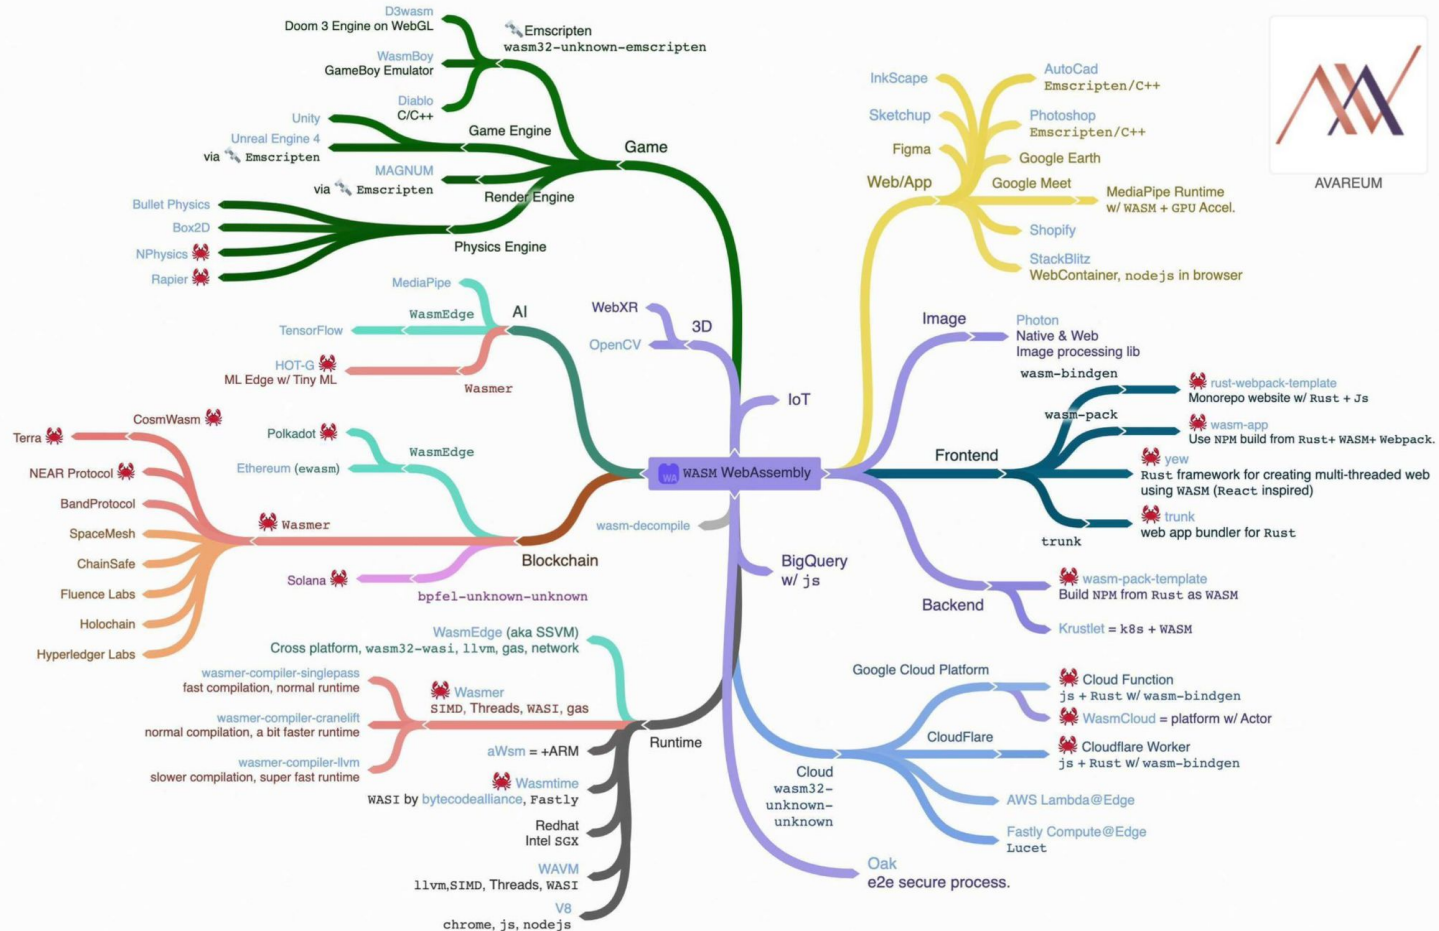 D3wasm
Doom 3 Engine on WebGL
WasmBoy
GameBoy Emulator
Diablo
C/C++
Emscripten
wasm32-unknown-emscripten
Unity
Unreal Engine 4
via Emscripten
Game Engine
MAGNUM
via Emscripten
Render Engine
Bullet Physics
Box2D
NPhysics
Rapier
Physics Engine
Game
MediaPipe
WasmEdge
TensorFlow
HOT-G
ML Edge w/ Tiny ML
Wasmer
AI
WebXR
OpenCV
3D
IoT
WA
WASM WebAssembly
wasm-decompile
BigQuery
w/ js
CosmWasm
Terra
NEAR Protocol
BandProtocol
SpaceMesh
ChainSafe
Fluence Labs
Holochain
Hyperledger Labs
Wasmer
Polkadot
Ethereum (ewasm)
WasmEdge
Solana
bpfel-unknown-unknown
Blockchain
WasmEdge (aka SSVM)
Cross platform, wasm32-wasi, llvm, gas, network
wasmer-compiler-singlepass
fast compilation, normal runtime
wasmer-compiler-cranelift
normal compilation, a bit faster runtime
wasmer-compiler-llvm
slower compilation, super fast runtime
Wasmer
SIMD, Threads, WASI, gas
aWsm = +ARM
Wasmtime
WASI by bytecodealliance, Fastly
Redhat
Intel SGX
WAVM
llvm,SIMD, Threads, WASI
V8
chrome, js, nodejs
Runtime
InkScape
Sketchup
Figma
Web/App
AutoCad
Emscripten/C++
Photoshop
Emscripten/C++
Google Earth
Google Meet
MediaPipe Runtime
w/ WASM + GPU Accel.
Shopify
StackBlitz
WebContainer, nodejs in browser
AVAREUM
Image
Photon
Native & Web
Image processing lib
Frontend
wasm-bindgen
wasm-pack
rust-webpack-template
Monorepo website w/ Rust + Js
wasm-app
Use NPM build from Rust+ WASM+ Webpack.
yew
Rust framework for creating multi-threaded web
using WASM (React inspired)
trunk
trunk
web app bundler for Rust
Backend
wasm-pack-template
Build NPM from Rust as WASM
Krustlet = k8s + WASM
Google Cloud Platform
Cloud Function
js + Rust w/ wasm-bindgen
WasmCloud = platform w/ Actor
CloudFlare
Cloudflare Worker
js + Rust w/ wasm-bindgen
Cloud
wasm32-
unknown-
unknown
AWS Lambda@Edge
Fastly Compute@Edge
Lucet
Oak
e2e secure process.